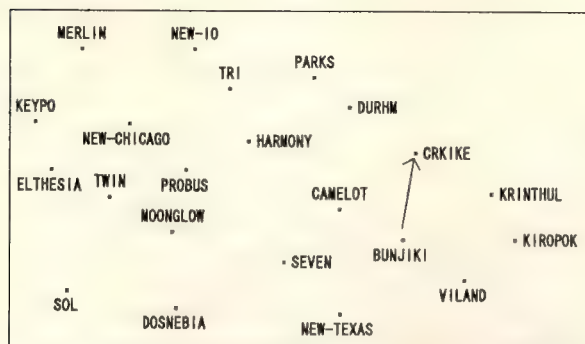 MERLIN
NEW-IO
PARKS
TRI
DURHM
KEYPO
NEW-CHICAGO
HARMONY
CRKIKE
ELTHESIA
TWIN
PROBUS
CAMELOT
KRINTHUL
MOONGLOW
BUNJIKI
KIROPOK
SEVEN
VILAND
SOL
DOSNEBIA
NEW-TEXAS